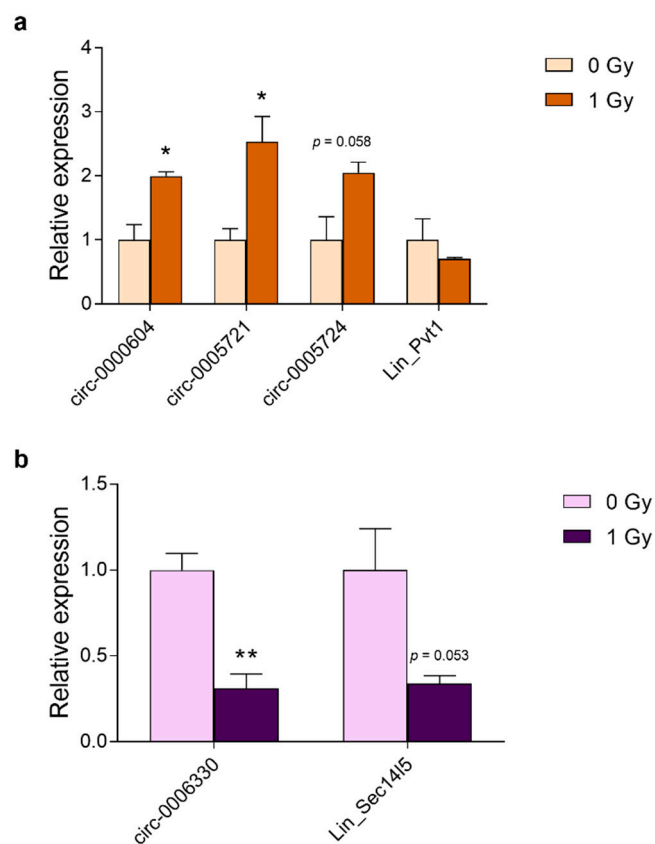 a
Relative expression
4
3
2
1
0
*
*
p = 0.058
0 Gy
1 Gy
circ-0000604
circ-0005721
circ-0005724
Lin_Pvt1
b
Relative expression
1.5
1.0
0.5
0.0
**
p = 0.053
0 Gy
1 Gy
circ-0006330
Lin_Sec14l5